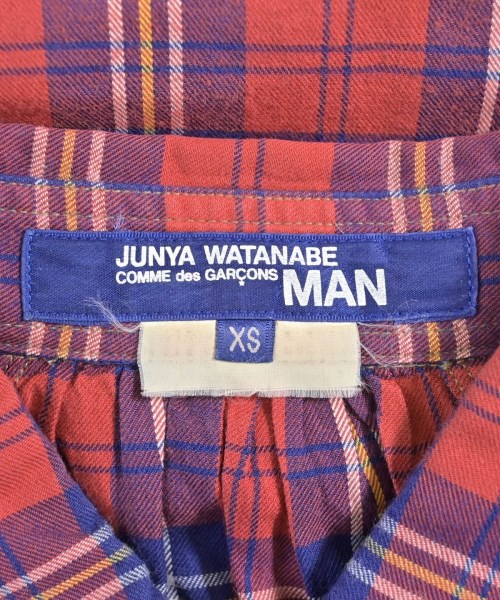 JUNYA WATANABE
COMME des GARÇONS MAN
XS